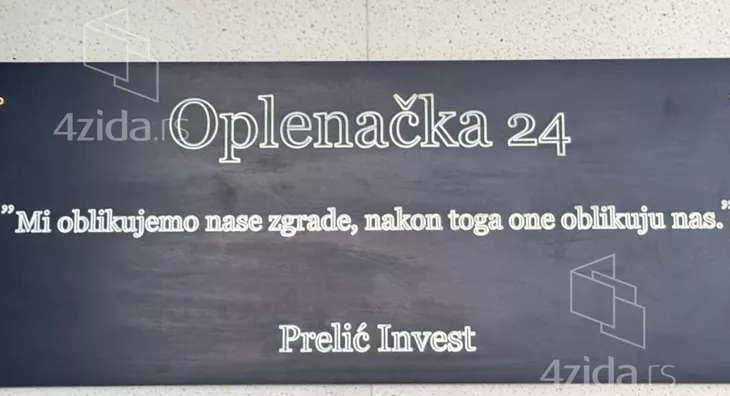 4zida.rs
Oplenačka 24
”Mi oblikujemo nase zgrade, nakon toga one oblikuju nas.”
Prelić Invest
4zida.rs